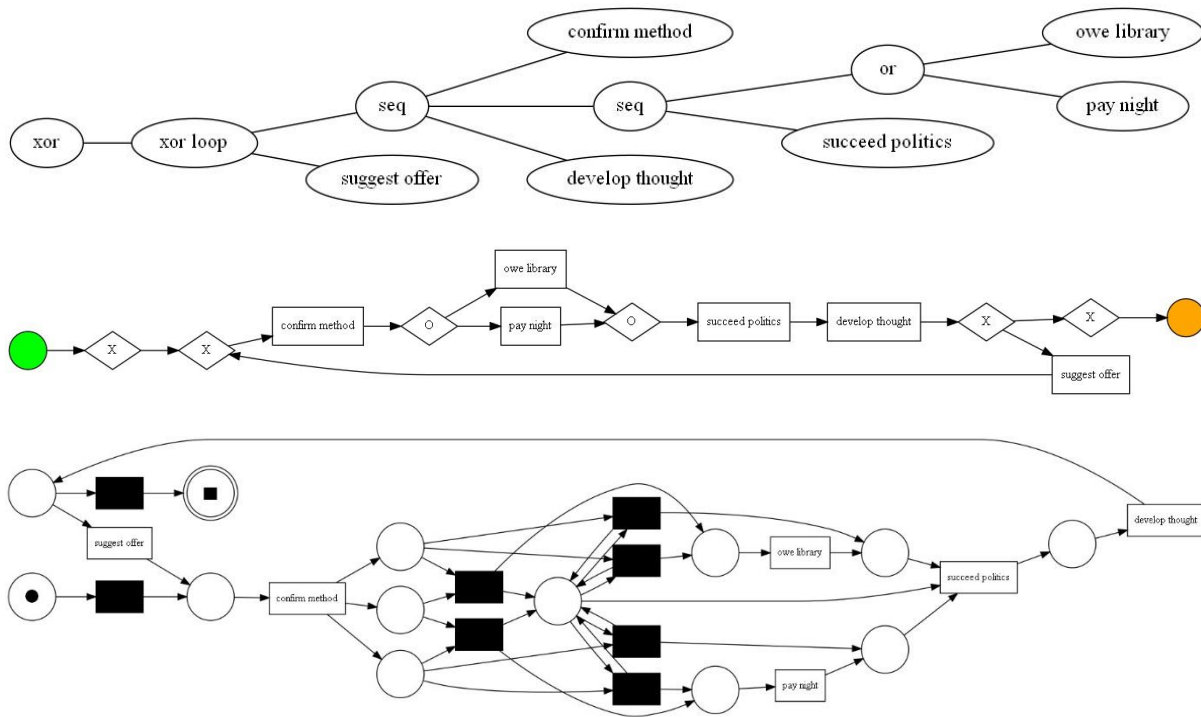 confirm method
owe library
or
seq
seq
pay night
xor
xor loop
succeed politics
suggest offer
develop thought
owe library
confirm method
O
pay night
O
succeed politics
develop thought
X
X
X
X
suggest offer
suggest offer
develop thought
owe library
succeed politics
confirm method
pay night